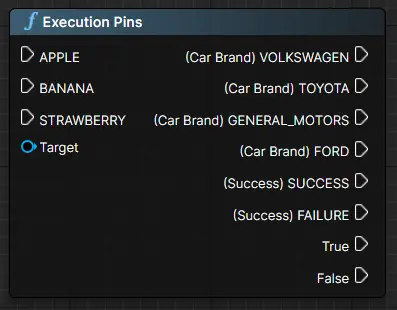 Execution Pins
APPLE (Car Brand) VOLKSWAGEN
BANANA (Car Brand) TOYOTA
STRAWBERRY (Car Brand) GENERAL_MOTORS
Target (Car Brand) FORD
(Success) SUCCESS
(Success) FAILURE
True
False